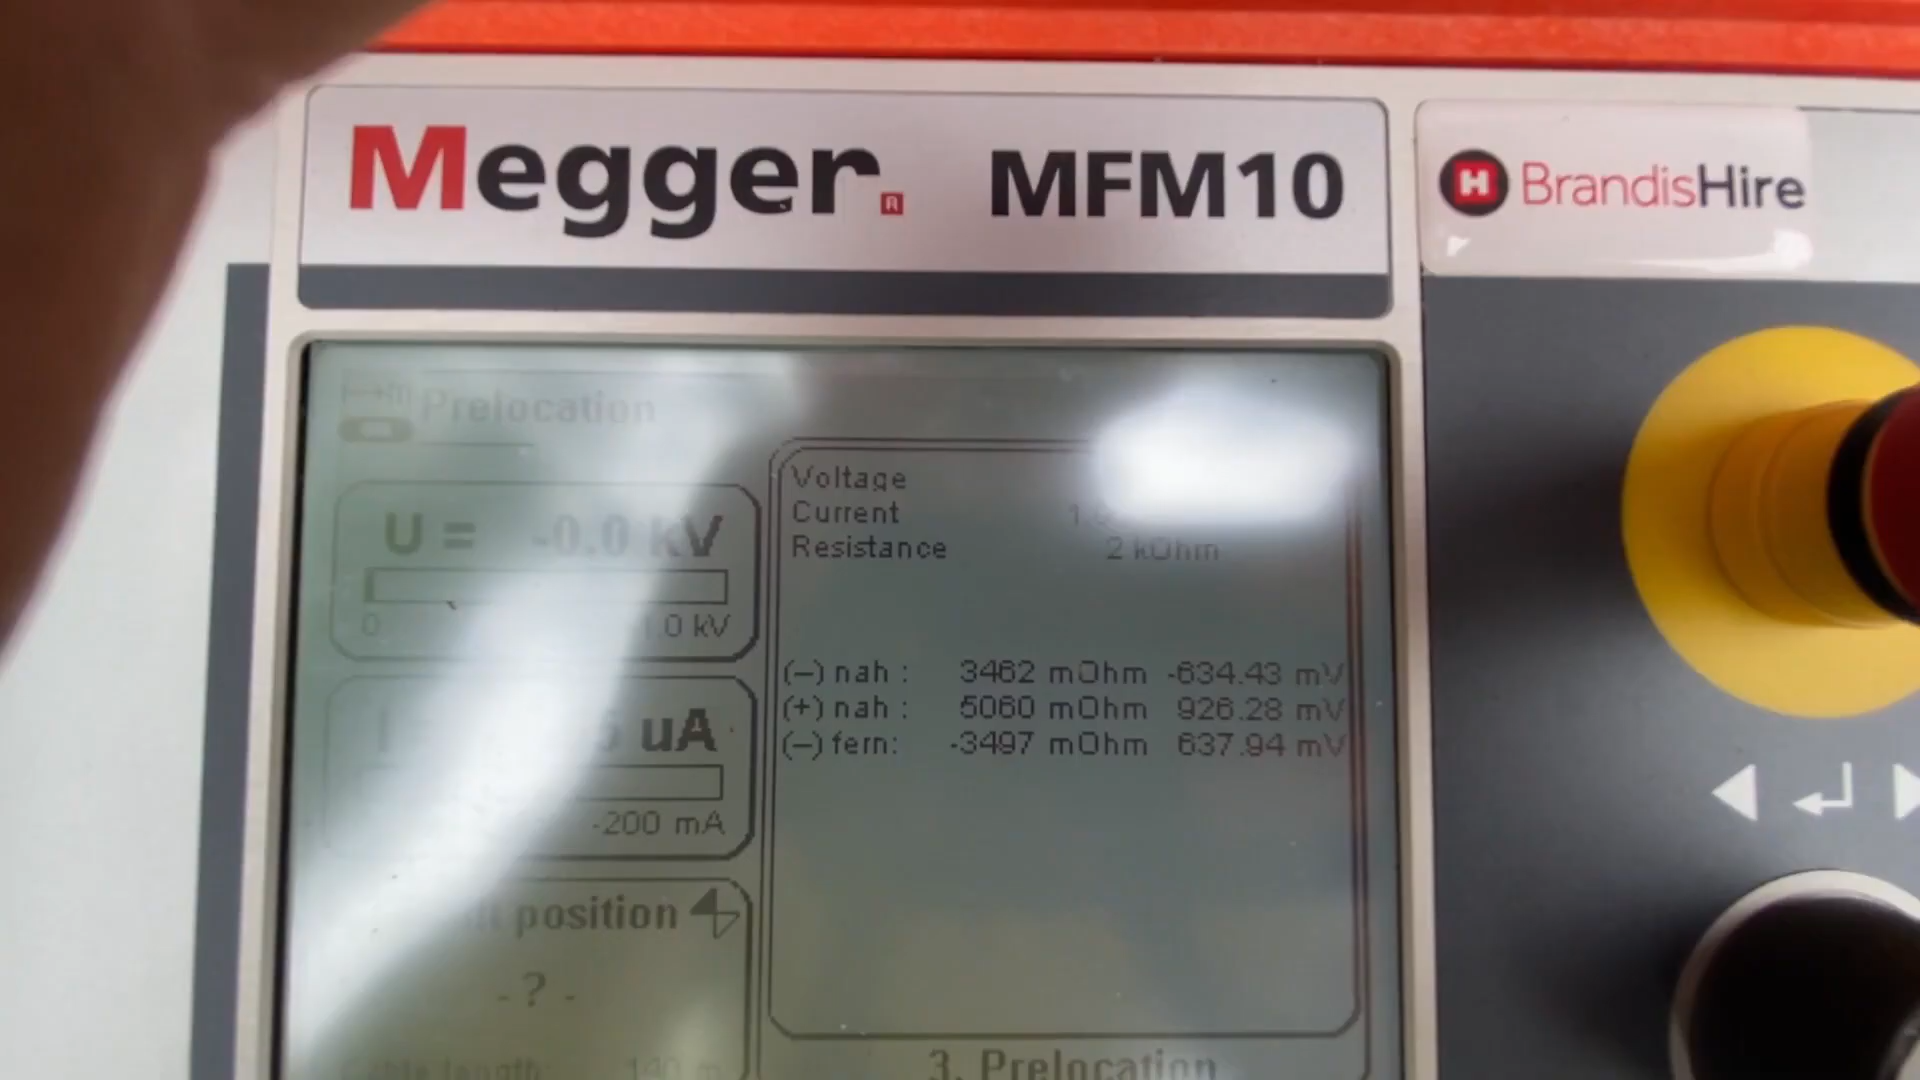 Megger. MFM10
BrandisHire
Prelocation
U = -0.0 kV
0
0 kV
uA
-200 mA
position
- ? -
140 m
Voltage
Current
Resistance 2 kOhm
(–) nah : 3462 mOhm -634.43 mV
(+) nah : 5060 mOhm 926.28 mV
(–) fern: -3497 mOhm 637.94 mV
3. Prelocation